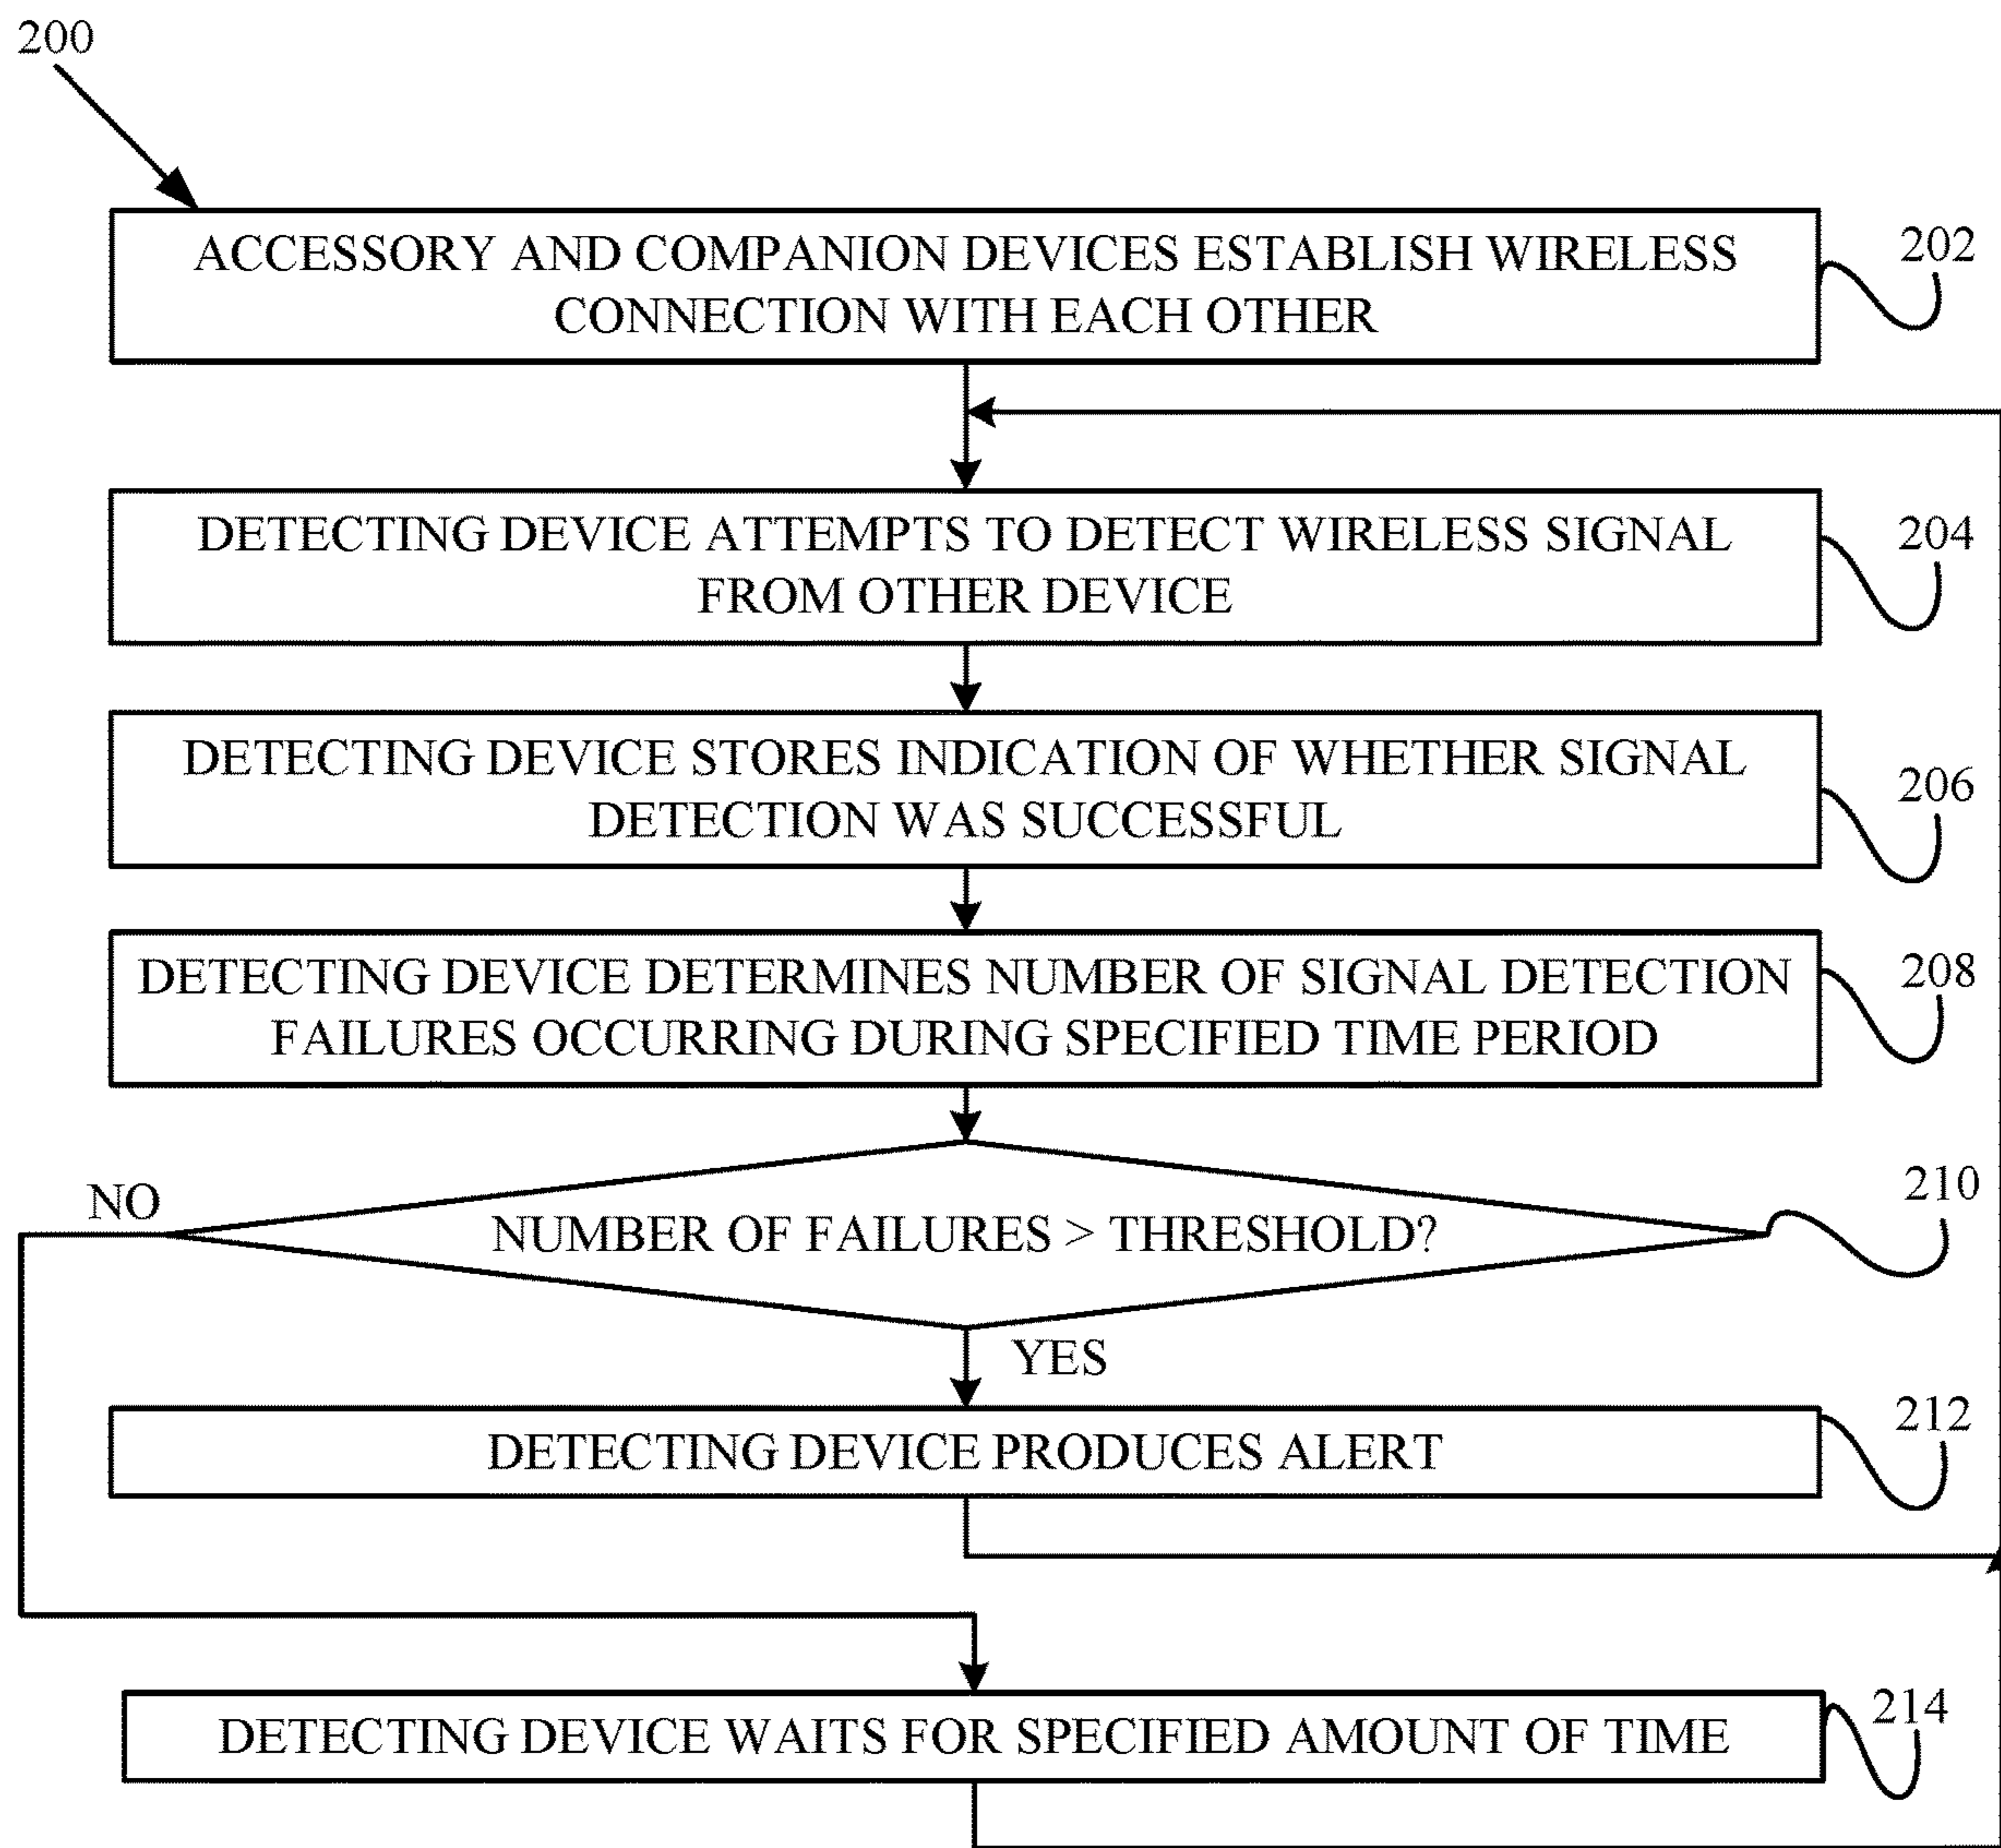 200
ACCESSORY AND COMPANION DEVICES ESTABLISH WIRELESS
CONNECTION WITH EACH OTHER
202
DETECTING DEVICE ATTEMPTS TO DETECT WIRELESS SIGNAL
FROM OTHER DEVICE
204
DETECTING DEVICE STORES INDICATION OF WHETHER SIGNAL
DETECTION WAS SUCCESSFUL
206
DETECTING DEVICE DETERMINES NUMBER OF SIGNAL DETECTION
FAILURES OCCURRING DURING SPECIFIED TIME PERIOD
208
NO
NUMBER OF FAILURES > THRESHOLD?
210
YES
DETECTING DEVICE PRODUCES ALERT
212
DETECTING DEVICE WAITS FOR SPECIFIED AMOUNT OF TIME
214